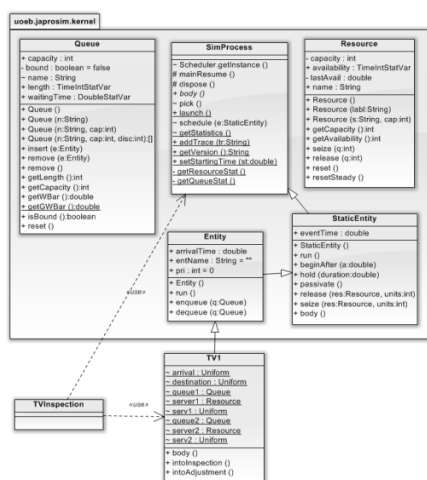 uoeb.japrosim.kernel
Queue
+ capacity : int
- bound : boolean = false
~ name : String
+ length : TimeIntStatVar
+ waitingTime : DoubleStatVar
+ Queue ()
+ Queue (n:String)
+ Queue (n:String, cap:int)
+ Queue (n:String, cap:int, disc:int):[]
+ insert (e:Entity)
+ remove (e:Entity)
+ remove ()
+ getLength ():int
+ getCapacity ():int
+ getWBar ():double
+ getGWBar ():double
+ isBound ():boolean
+ reset ()
SimProcess
~ Scheduler.getInstance ()
# mainResume ()
# dispose ()
+ body ()
~ pick ()
+ launch ()
~ schedule (e:StaticEntity)
~ getStatistics ()
+ addTrace (tr:String)
+ getVersion ():String
+ setStartingTime (st:double)
- getResourceStat ()
- getQueueStat ()
Resource
- capacity : int
+ availability : TimeIntStatVar
- lastAvail : double
+ name : String
+ Resource ()
+ Resource (labl:String)
+ Resource (s:String, cap:int)
+ getCapacity ():int
+ getAvailability ():int
+ seize (q:int)
+ release (q:int)
+ reset ()
+ resetSteady ()
StaticEntity
+ eventTime : double
+ StaticEntity ()
+ run ()
+ beginAfter (a:double)
+ hold (duration:double)
+ passivate ()
+ release (res:Resource, units:int)
+ seize (res:Resource, units:int)
+ body ()
Entity
+ arrivalTime : double
+ entName : String = ""
+ pri : int = 0
+ Entity ()
+ run ()
+ enqueue (q:Queue)
+ dequeue (q:Queue)
«use»
TV1
~ arrival : Uniform
~ destination : Uniform
~ queue1 : Queue
~ server1 : Resource
~ serv1 : Uniform
~ queue2 : Queue
~ server2 : Resource
~ serv2 : Uniform
+ body ()
+ intoInspection ()
+ intoAdjustment ()
TVInspection
«use»